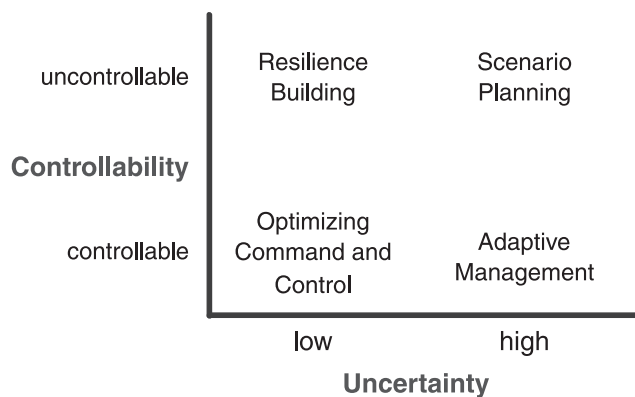 uncontrollable
Resilience
Building
Scenario
Planning
Controllability
controllable
Optimizing
Command and
Control
Adaptive
Management
low
high
Uncertainty